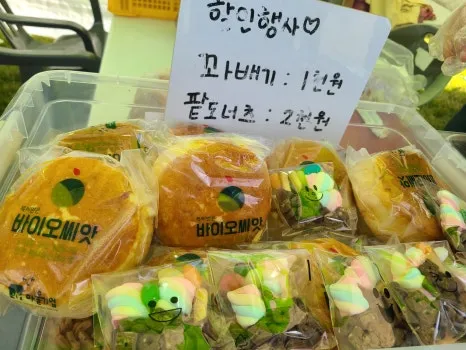 할인행사♡
꽈배기 : 1천원
팥도너츠 : 2천원
바이오씨앗
바이오씨앗